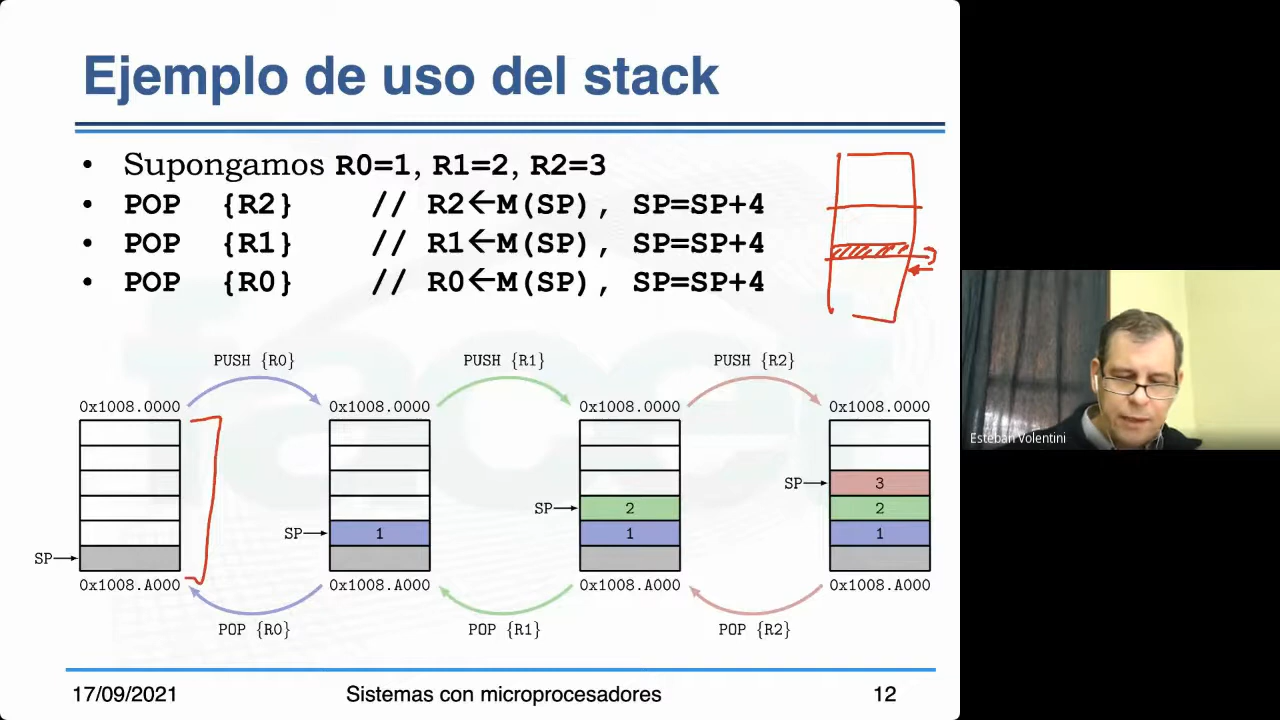 Ejemplo de uso del stack
• Supongamos R0=1, R1=2, R2=3
• POP {R2} // R2←M(SP), SP=SP+4
• POP {R1} // R1←M(SP), SP=SP+4
• POP {R0} // R0←M(SP), SP=SP+4
PUSH {R0} PUSH {R1} PUSH {R2}
0x1008.0000 0x1008.0000 0x1008.0000 0x1008.0000
SP 3
SP 2 2
SP 1 1 1
SP
0x1008.A000 0x1008.A000 0x1008.A000 0x1008.A000
POP {R0} POP {R1} POP {R2}
17/09/2021 Sistemas con microprocesadores 12
Esteban Volentini